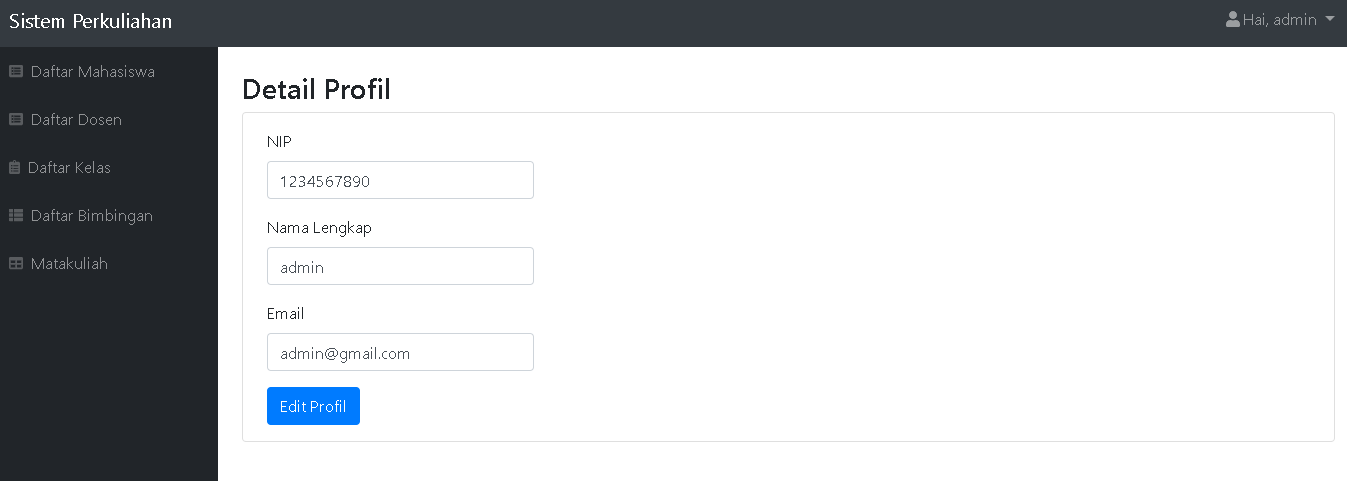 Sistem Perkuliahan
Hai, admin
Daftar Mahasiswa
Daftar Dosen
Daftar Kelas
Daftar Bimbingan
Matakuliah
Detail Profil
NIP
1234567890
Nama Lengkap
admin
Email
admin@gmail.com
Edit Profil